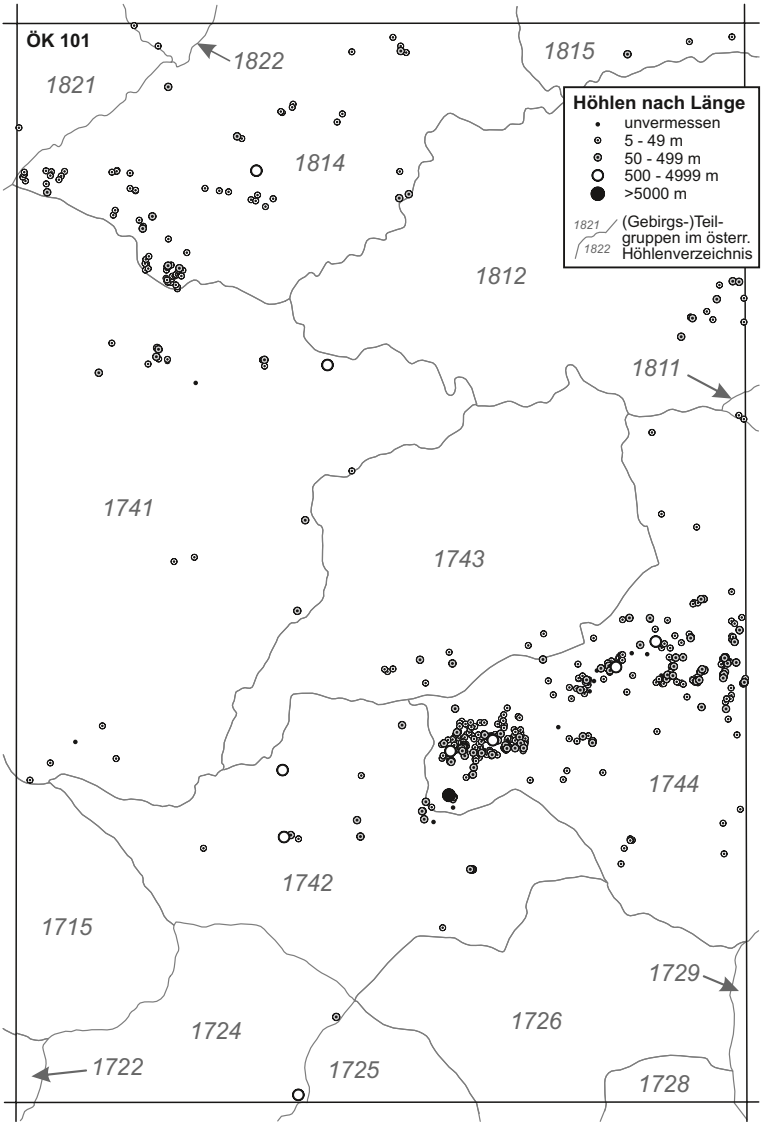 ÖK 101
1822
1815
1821
Höhlen nach Länge
unvermessen
5 - 49 m
50 - 499 m
500 - 4999 m
>5000 m
1821
1822
(Gebirgs-)Teil-
gruppen im österr.
Höhlenverzeichnis
1814
1812
1811
1741
1743
1744
1742
1715
1729
1724
1726
1722
1725
1728